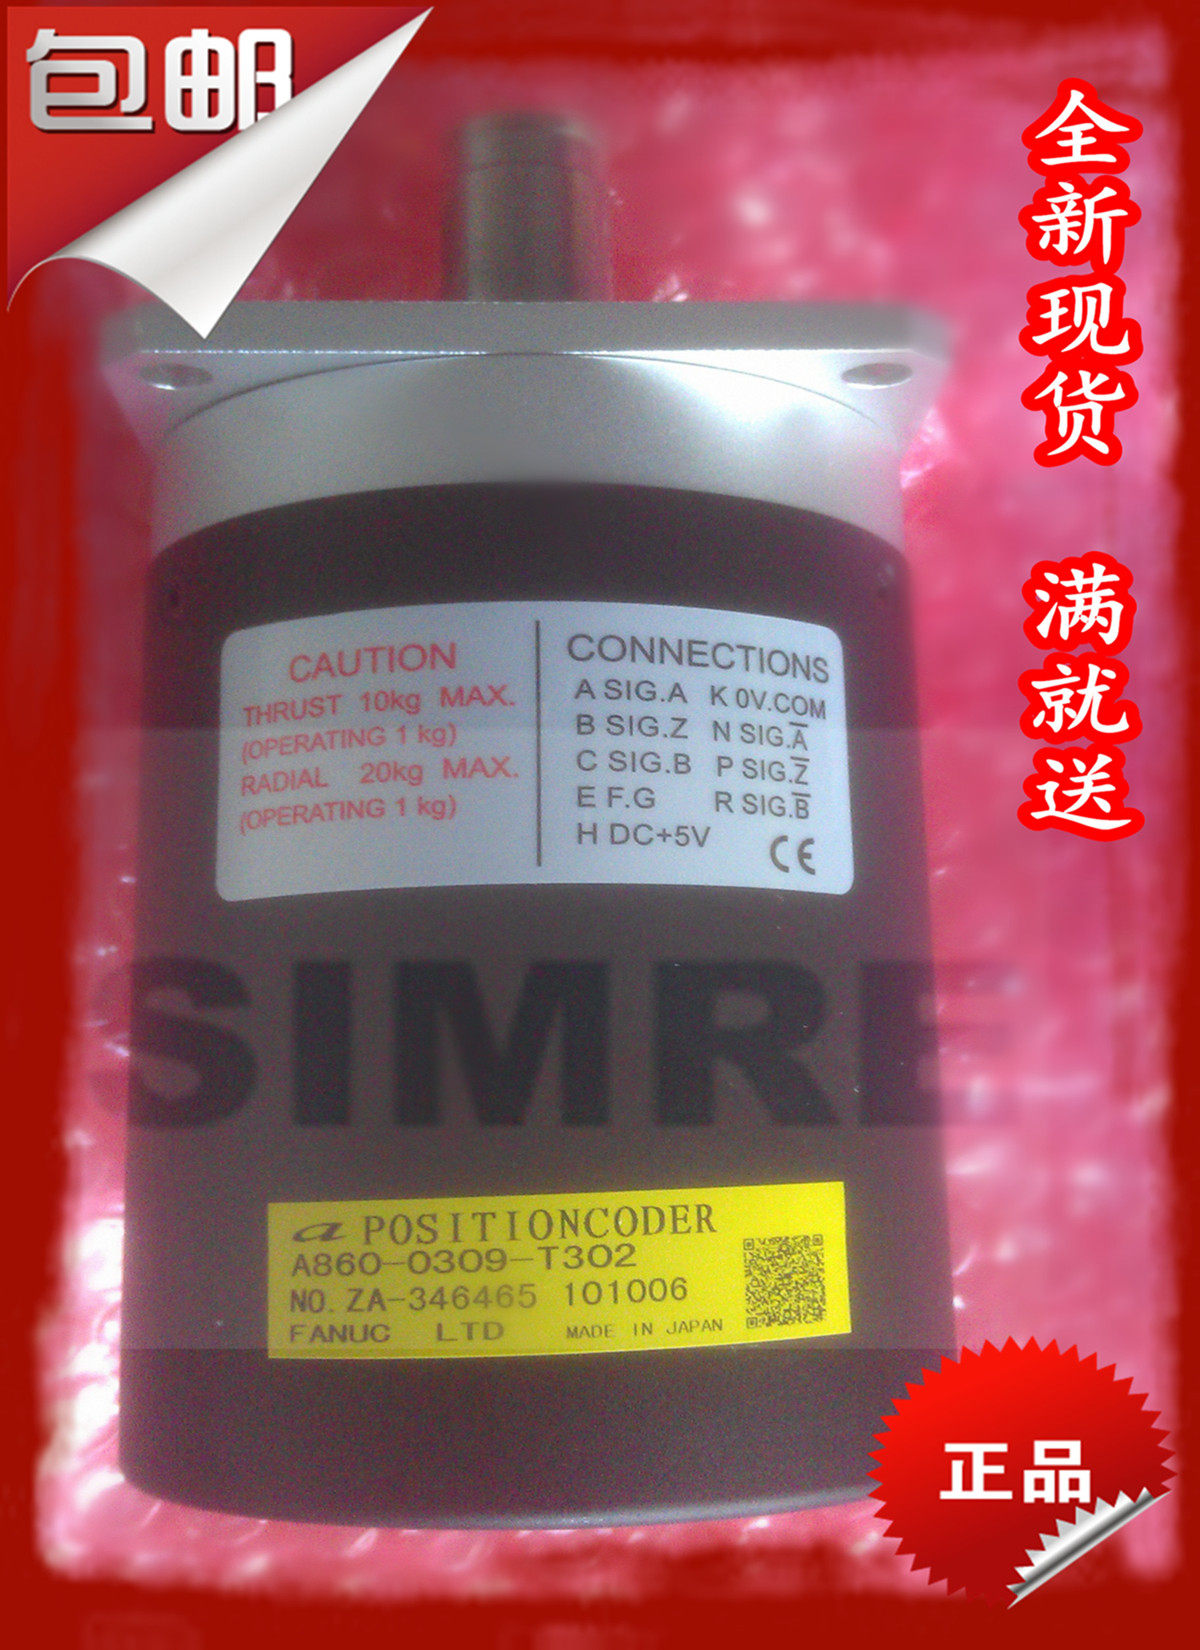 包邮
全新现货
满就送
CAUTION
THRUST 10kg MAX.
(OPERATING 1 kg)
RADIAL 20kg MAX.
(OPERATING 1 kg)
CONNECTIONS
A SIG.A K 0V.COM
B SIG.Z N SIG.A̅
C SIG.B P SIG.Z̅
E F.G R SIG.B̅
H DC+5V
CE
SIMRE
α POSITIONCODER
A860-0309-T302
NO. ZA-346465 101006
FANUC LTD MADE IN JAPAN
正品